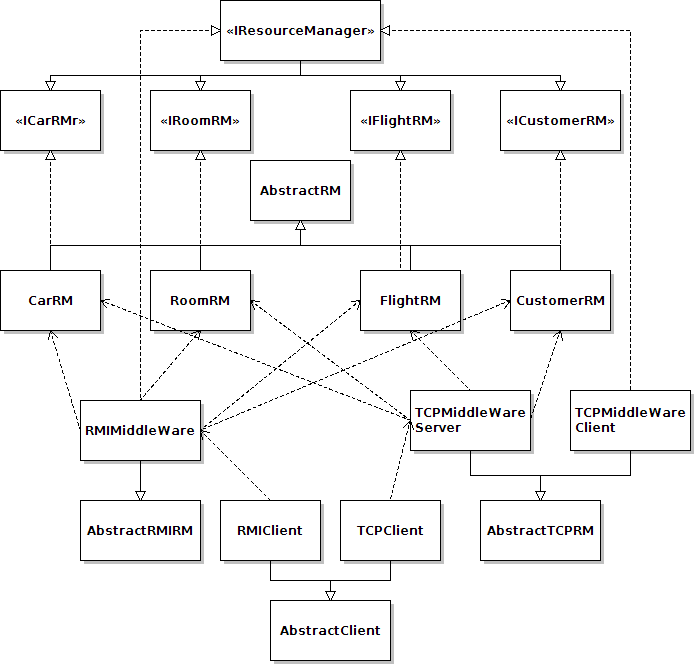 «IResourceManager»
«ICarRMr»
«IRoomRM»
«IFlightRM»
«ICustomerRM»
AbstractRM
CarRM
RoomRM
FlightRM
CustomerRM
RMIMiddleWare
TCPMiddleWare
Server
TCPMiddleWare
Client
AbstractRMIRM
RMIClient
TCPClient
AbstractTCPRM
AbstractClient